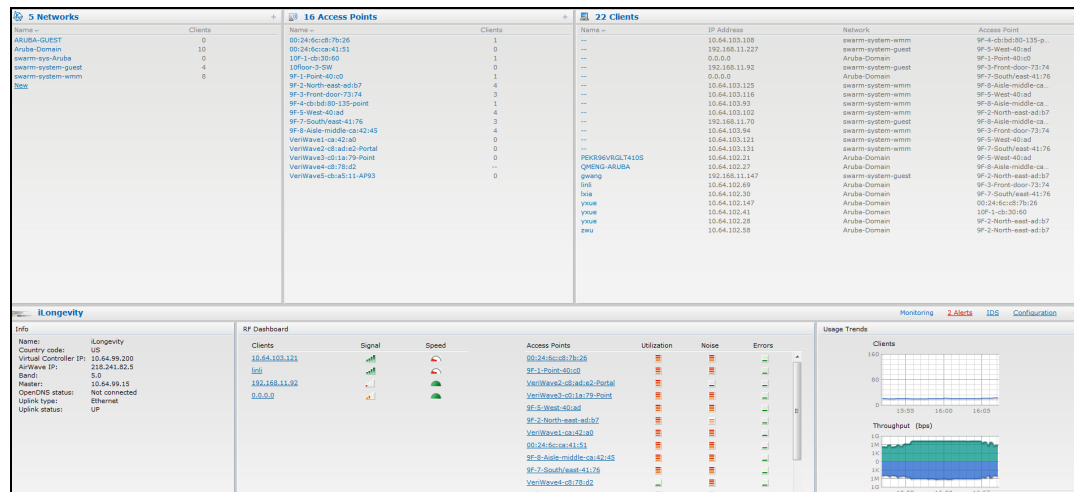 5 Networks +
Name Clients
ARUBA-GUEST 0
Aruba-Domain 10
swarm-sys-Aruba 0
swarm-system-guest 4
swarm-system-wmm 8
New
16 Access Points +
Name Clients
00:24:6c:c8:7b:26 1
00:24:6c:ca:41:51 0
10F-1-cb:30:60 1
10floor-3-SW 0
9F-1-Point-40:c0 1
9F-2-North-east-ad:b7 4
9F-3-Front-door-73:74 3
9F-4-cb:bd:80-135-point 1
9F-5-West-40:ad 4
9F-7-South/east-41:76 3
9F-8-Aisle-middle-ca:42:45 4
VeriWave1-ca:42:a0 0
VeriWave2-c8:ad:e2-Portal 0
VeriWave3-c0:1a:79-Point 0
VeriWave4-c8:78:d2 --
VeriWave5-cb:a5:11-AP93 0
22 Clients
Name IP Address Network Access Point
-- 10.64.103.108 swarm-system-wmm 9F-4-cb:bd:80-135-p...
-- 192.168.11.227 swarm-system-guest 9F-5-West-40:ad
-- 0.0.0.0 Aruba-Domain 9F-1-Point-40:c0
-- 192.168.11.92 swarm-system-guest 9F-3-Front-door-73:74
-- 0.0.0.0 Aruba-Domain 9F-7-South/east-41:76
-- 10.64.103.125 swarm-system-wmm 9F-8-Aisle-middle-ca...
-- 10.64.103.116 swarm-system-wmm 9F-5-West-40:ad
-- 10.64.103.93 swarm-system-wmm 9F-8-Aisle-middle-ca...
-- 10.64.103.102 swarm-system-wmm 9F-5-West-40:ad
-- 192.168.11.70 swarm-system-guest 9F-8-Aisle-middle-ca...
-- 10.64.103.94 swarm-system-wmm 9F-3-Front-door-73:74
-- 10.64.103.121 swarm-system-wmm 9F-2-North-east-ad:b7
-- 10.64.103.131 swarm-system-wmm 9F-7-South/east-41:76
PEKR96VRGLT410S 10.64.102.21 Aruba-Domain 9F-5-West-40:ad
QMENG-ARUBA 10.64.102.27 Aruba-Domain 9F-8-Aisle-middle-ca...
gwang 192.168.11.147 swarm-system-guest 9F-2-North-east-ad:b7
linli 10.64.102.69 Aruba-Domain 9F-3-Front-door-73:74
lxia 10.64.102.30 Aruba-Domain 9F-7-South/east-41:76
yxue 10.64.102.147 Aruba-Domain 00:24:6c:c8:7b:26
yxue 10.64.102.41 Aruba-Domain 10F-1-cb:30:60
yxue 10.64.102.28 Aruba-Domain 9F-2-North-east-ad:b7
zwu 10.64.102.58 Aruba-Domain 9F-2-North-east-ad:b7
iLongevity Monitoring 2 Alerts IDS Configuration
Info
Name: iLongevity
Country code: US
Virtual Controller IP: 10.64.99.200
AirWave IP: 218.241.82.5
Band: 5.0
Master: 10.64.99.15
OpenDNS status: Not connected
Uplink type: Ethernet
Uplink status: UP
RF Dashboard
Clients Signal Speed
10.64.103.121
linli
192.168.11.92
0.0.0.0
Access Points Utilization Noise Errors
00:24:6c:c8:7b:26
9F-1-Point-40:c0
VeriWave2-c8:ad:e2-Portal
VeriWave3-c0:1a:79-Point
9F-5-West-40:ad
9F-2-North-east-ad:b7
VeriWave1-ca:42:a0
00:24:6c:ca:41:51
9F-8-Aisle-middle-ca:42:45
9F-7-South/east-41:76
VeriWave4-c8:78:d2
Usage Trends
Clients
160
80
0
15:55 16:00 16:05
Throughput (bps)
1G
1M
1K
0
1K
1M
1G